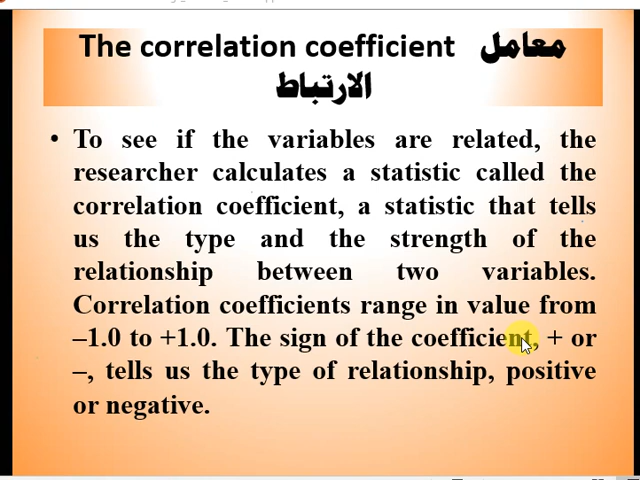 The correlation coefficient معامل
الارتباط
• To see if the variables are related, the
researcher calculates a statistic called the
correlation coefficient, a statistic that tells
us the type and the strength of the
relationship between two variables.
Correlation coefficients range in value from
–1.0 to +1.0. The sign of the coefficient, + or
–, tells us the type of relationship, positive
or negative.